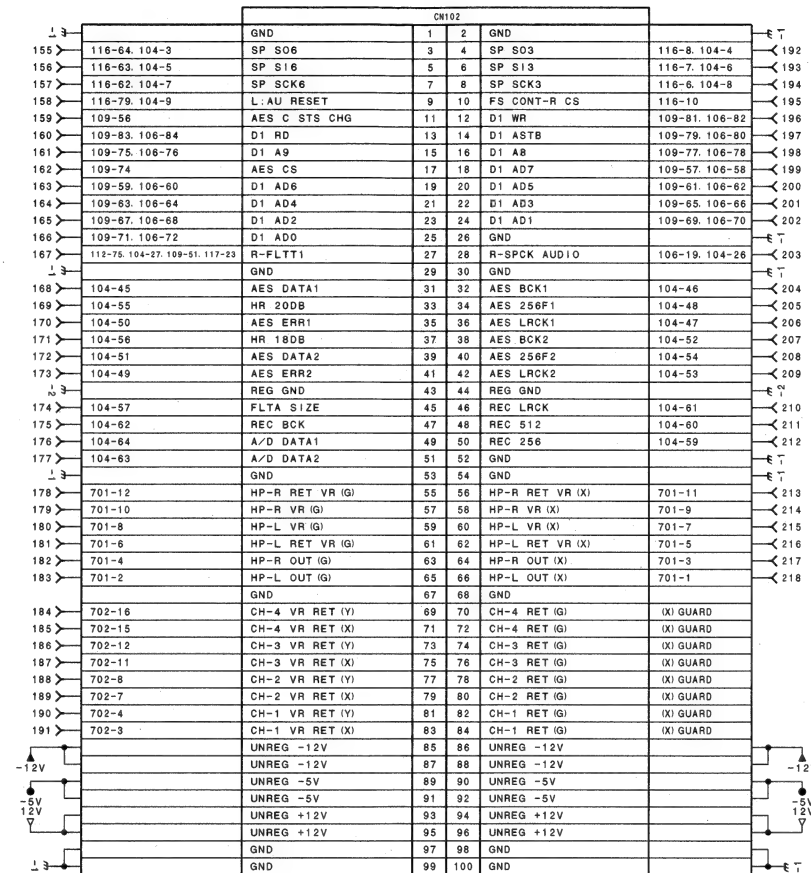 CN102
GND 1 2 GND
155 116-64. 104-3 SP SO6 3 4 SP SO3 116-8. 104-4 192
156 116-63. 104-5 SP SI6 5 6 SP SI3 116-7. 104-6 193
157 116-62. 104-7 SP SCK6 7 8 SP SCK3 116-6. 104-8 194
158 116-79. 104-9 L:AU RESET 9 10 FS CONT-R CS 116-10 195
159 109-56 AES C STS CHG 11 12 D1 WR 109-81. 106-82 196
160 109-83. 106-84 D1 RD 13 14 D1 ASTB 109-79. 106-80 197
161 109-75. 106-76 D1 A9 15 16 D1 A8 109-77. 106-78 198
162 109-74 AES CS 17 18 D1 AD7 109-57. 106-58 199
163 109-59. 106-60 D1 AD6 19 20 D1 AD5 109-61. 106-62 200
164 109-63. 106-64 D1 AD4 21 22 D1 AD3 109-65. 106-66 201
165 109-67. 106-68 D1 AD2 23 24 D1 AD1 109-69. 106-70 202
166 109-71. 106-72 D1 AD0 25 26 GND
167 112-75. 104-27. 109-51. 117-23 R-FLTT1 27 28 R-SPCK AUDIO 106-19. 104-26 203
GND 29 30 GND
168 104-45 AES DATA1 31 32 AES BCK1 104-46 204
169 104-55 HR 20DB 33 34 AES 256F1 104-48 205
170 104-50 AES ERR1 35 36 AES LRCK1 104-47 206
171 104-56 HR 18DB 37 38 AES BCK2 104-52 207
172 104-51 AES DATA2 39 40 AES 256F2 104-54 208
173 104-49 AES ERR2 41 42 AES LRCK2 104-53 209
REG GND 43 44 REG GND
174 104-57 FLTA SIZE 45 46 REC LRCK 104-61 210
175 104-62 REC BCK 47 48 REC 512 104-60 211
176 104-64 A/D DATA1 49 50 REC 256 104-59 212
177 104-63 A/D DATA2 51 52 GND
GND 53 54 GND
178 701-12 HP-R RET VR (G) 55 56 HP-R RET VR (X) 701-11 213
179 701-10 HP-R VR (G) 57 58 HP-R VR (X) 701-9 214
180 701-8 HP-L VR (G) 59 60 HP-L VR (X) 701-7 215
181 701-6 HP-L RET VR (G) 61 62 HP-L RET VR (X) 701-5 216
182 701-4 HP-R OUT (G) 63 64 HP-R OUT (X) 701-3 217
183 701-2 HP-L OUT (G) 65 66 HP-L OUT (X) 701-1 218
GND 67 68 GND
184 702-16 CH-4 VR RET (Y) 69 70 CH-4 RET (G) (X) GUARD
185 702-15 CH-4 VR RET (X) 71 72 CH-4 RET (G) (X) GUARD
186 702-12 CH-3 VR RET (Y) 73 74 CH-3 RET (G) (X) GUARD
187 702-11 CH-3 VR RET (X) 75 76 CH-3 RET (G) (X) GUARD
188 702-8 CH-2 VR RET (Y) 77 78 CH-2 RET (G) (X) GUARD
189 702-7 CH-2 VR RET (X) 79 80 CH-2 RET (G) (X) GUARD
190 702-4 CH-1 VR RET (Y) 81 82 CH-1 RET (G) (X) GUARD
191 702-3 CH-1 VR RET (X) 83 84 CH-1 RET (G) (X) GUARD
UNREG -12V 85 86 UNREG -12V
-12V UNREG -12V 87 88 UNREG -12V -12
UNREG -5V 89 90 UNREG -5V
-5V UNREG -5V 91 92 UNREG -5V -5V
12V UNREG +12V 93 94 UNREG +12V 12V
UNREG +12V 95 96 UNREG +12V
GND 97 98 GND
GND 99 100 GND